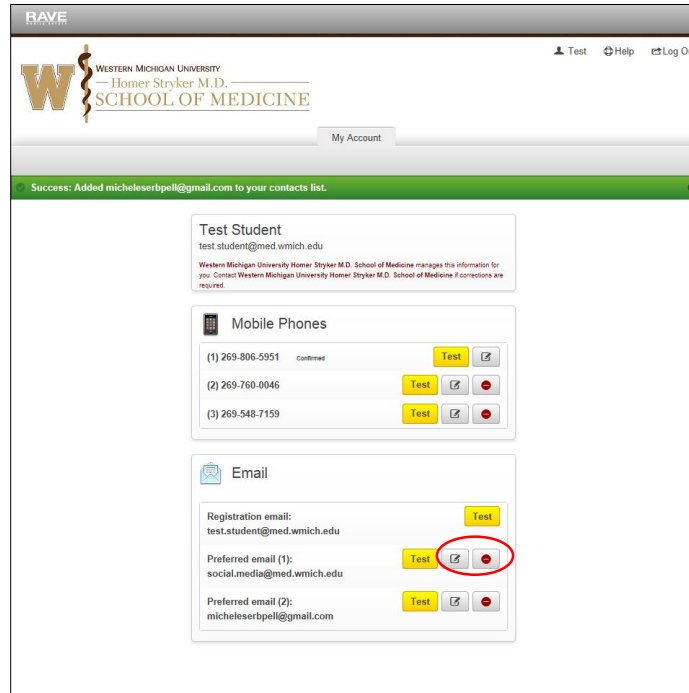 RAVE
MOBILE SAFETY
Test Help Log O
WESTERN MICHIGAN UNIVERSITY
Homer Stryker M.D.
SCHOOL OF MEDICINE
My Account
Success: Added micheleserbpell@gmail.com to your contacts list.
Test Student
test.student@med.wmich.edu
Western Michigan University Homer Stryker M.D. School of Medicine manages this information for
you. Contact Western Michigan University Homer Stryker M.D. School of Medicine if corrections are
required.
Mobile Phones
(1) 269-806-5951 Confirmed Test
(2) 269-760-0046 Test
(3) 269-548-7159 Test
Email
Registration email: Test
test.student@med.wmich.edu
Preferred email (1): Test
social.media@med.wmich.edu
Preferred email (2): Test
micheleserbpell@gmail.com